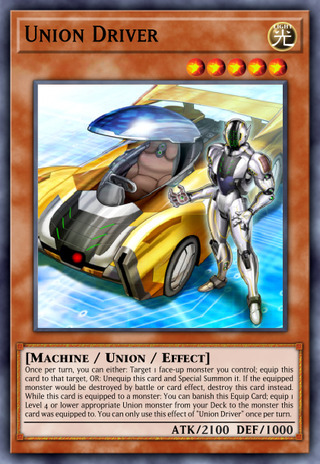 Union Driver
LIGHT
光
[Machine / Union / Effect]
Once per turn, you can either: Target 1 face-up monster you control; equip
this card to that target, OR: Unequip this card and Special Summon it. If the equipped
monster would be destroyed by battle or card effect, destroy this card instead.
While this card is equipped to a monster: You can banish this Equip Card; equip 1
Level 4 or lower appropriate Union monster from your Deck to the monster this
card was equipped to. You can only use this effect of "Union Driver" once per turn.
ATK/2100 DEF/1000